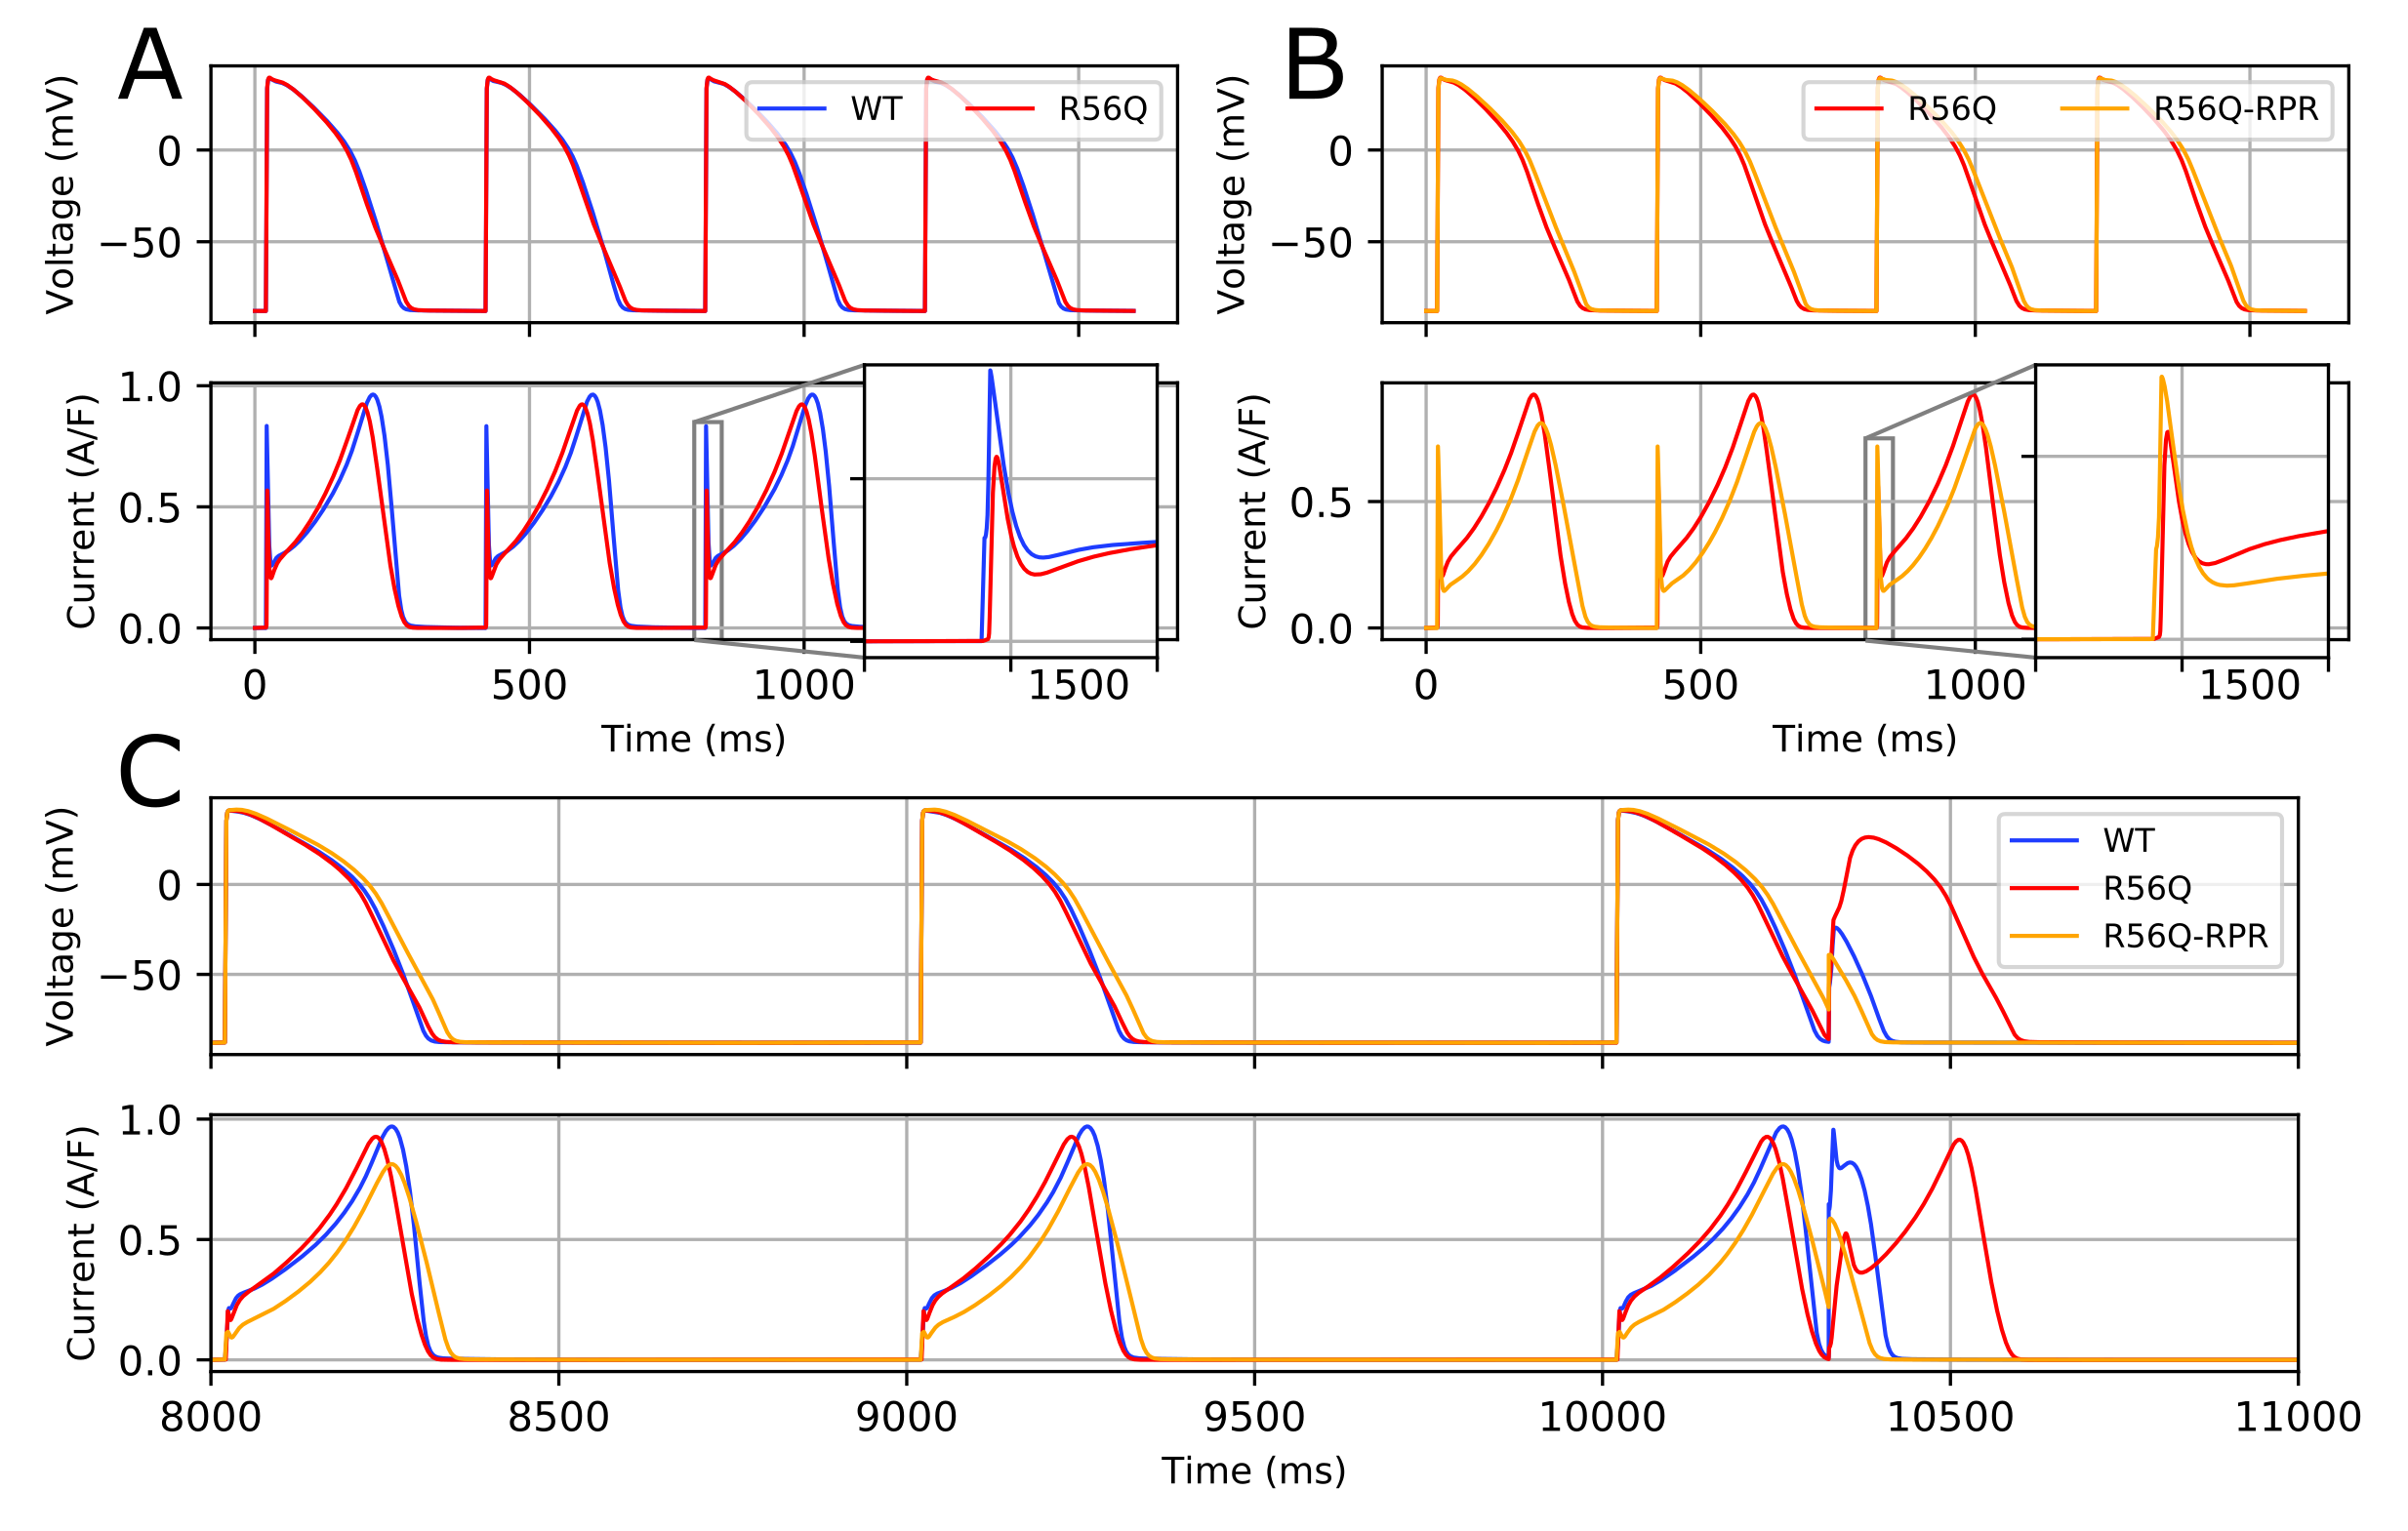 A
Voltage (mV)
0
−50
WT
R56Q
Current (A/F)
1.0
0.5
0.0
0
500
1000
1500
Time (ms)
B
Voltage (mV)
0
−50
R56Q
R56Q-RPR
Current (A/F)
0.5
0.0
0
500
1000
1500
Time (ms)
C
Voltage (mV)
0
−50
WT
R56Q
R56Q-RPR
Current (A/F)
1.0
0.5
0.0
8000
8500
9000
9500
10000
10500
11000
Time (ms)